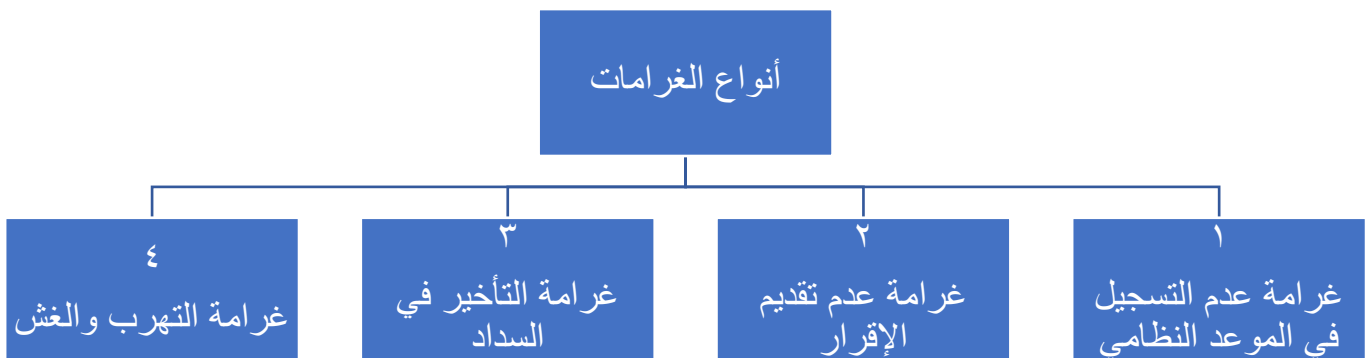 أنواع الغرامات
١
غرامة عدم التسجيل
في الموعد النظامي
٢
غرامة عدم تقديم
الإقرار
٣
غرامة التأخير في
السداد
٤
غرامة التهرب والغش